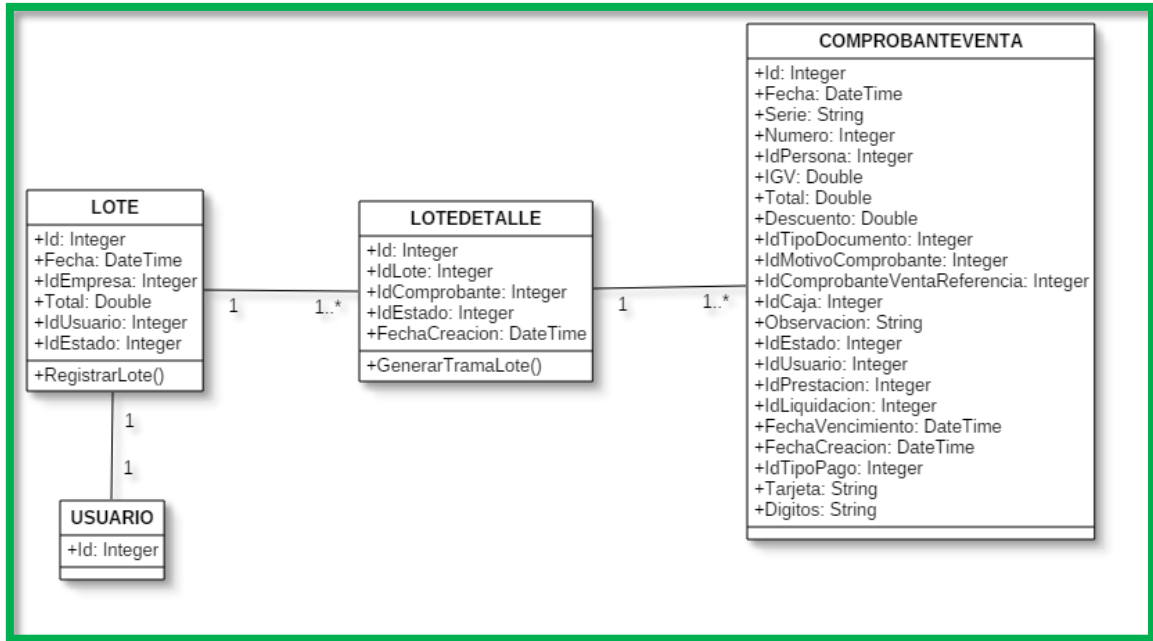 LOTE
+Id: Integer
+Fecha: DateTime
+IdEmpresa: Integer
+Total: Double
+IdUsuario: Integer
+IdEstado: Integer
+RegistrarLote()
1
1..*
1
1
USUARIO
+Id: Integer
LOTEDETALLE
+Id: Integer
+IdLote: Integer
+IdComprobante: Integer
+IdEstado: Integer
+FechaCreacion: DateTime
+GenerarTramaLote()
1
1..*
COMPROBANTEVENTA
+Id: Integer
+Fecha: DateTime
+Serie: String
+Numero: Integer
+IdPersona: Integer
+IGV: Double
+Total: Double
+Descuento: Double
+IdTipoDocumento: Integer
+IdMotivoComprobante: Integer
+IdComprobanteVentaReferencia: Integer
+IdCaja: Integer
+Observacion: String
+IdEstado: Integer
+IdUsuario: Integer
+IdPrestacion: Integer
+IdLiquidacion: Integer
+FechaVencimiento: DateTime
+FechaCreacion: DateTime
+IdTipoPago: Integer
+Tarjeta: String
+Digitos: String